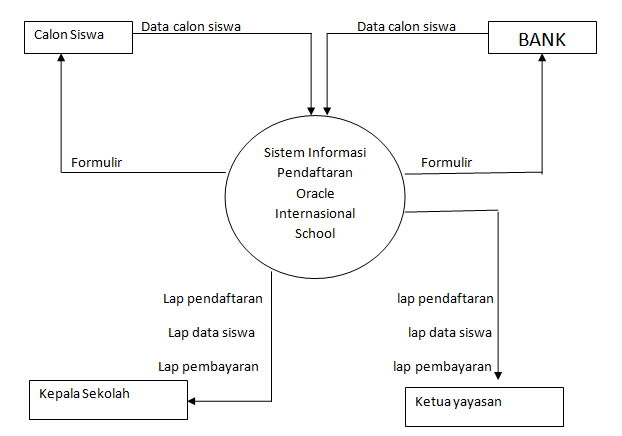 Calon Siswa
Data calon siswa
Data calon siswa
BANK
Formulir
Sistem Informasi
Pendaftaran
Oracle
Internasional
School
Formulir
Lap pendaftaran
Lap data siswa
Lap pembayaran
lap pendaftaran
lap data siswa
lap pembayaran
Kepala Sekolah
Ketua yayasan